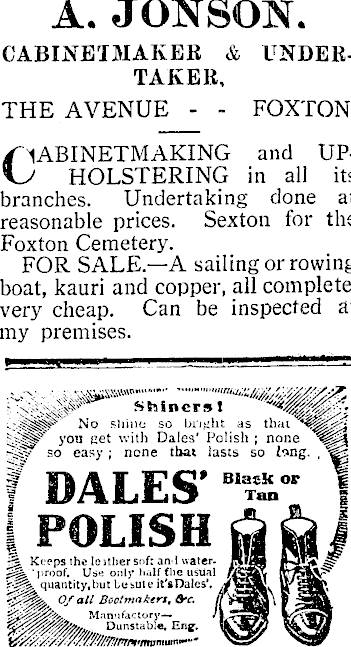 A. JONSON.
CABINETMAKER & UNDER-
TAKER,
THE AVENUE - - FOXTON
CABINETMAKING and UP-
HOLSTERING in all its
branches. Undertaking done at
reasonable prices. Sexton for the
Foxton Cemetery.
FOR SALE.—A sailing or rowing
boat, kauri and copper, all complete
very cheap. Can be inspected at
my premises.
Shiners!
No shine so bright as that
you get with Dales' Polish; none
so easy; none that lasts so long.
DALES'
POLISH
Black or
Tan
Keeps the leather soft and water-
proof. Use only half the usual
quantity, but be sure it's Dales'.
Of all Bootmakers, &c.
Manufactory—
Dunstable, Eng.